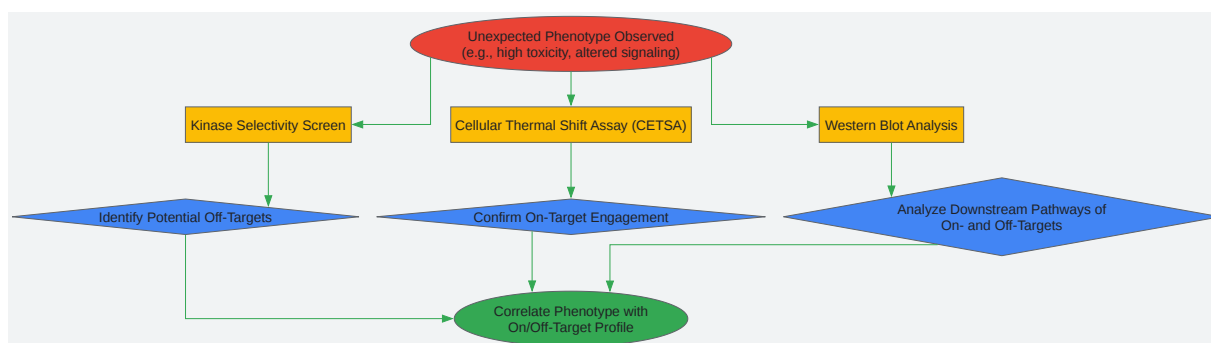 Unexpected Phenotype Observed
(e.g., high toxicity, altered signaling)
Kinase Selectivity Screen
Cellular Thermal Shift Assay (CETSA)
Western Blot Analysis
Identify Potential Off-Targets
Confirm On-Target Engagement
Analyze Downstream Pathways of
On- and Off-Targets
Correlate Phenotype with
On/Off-Target Profile